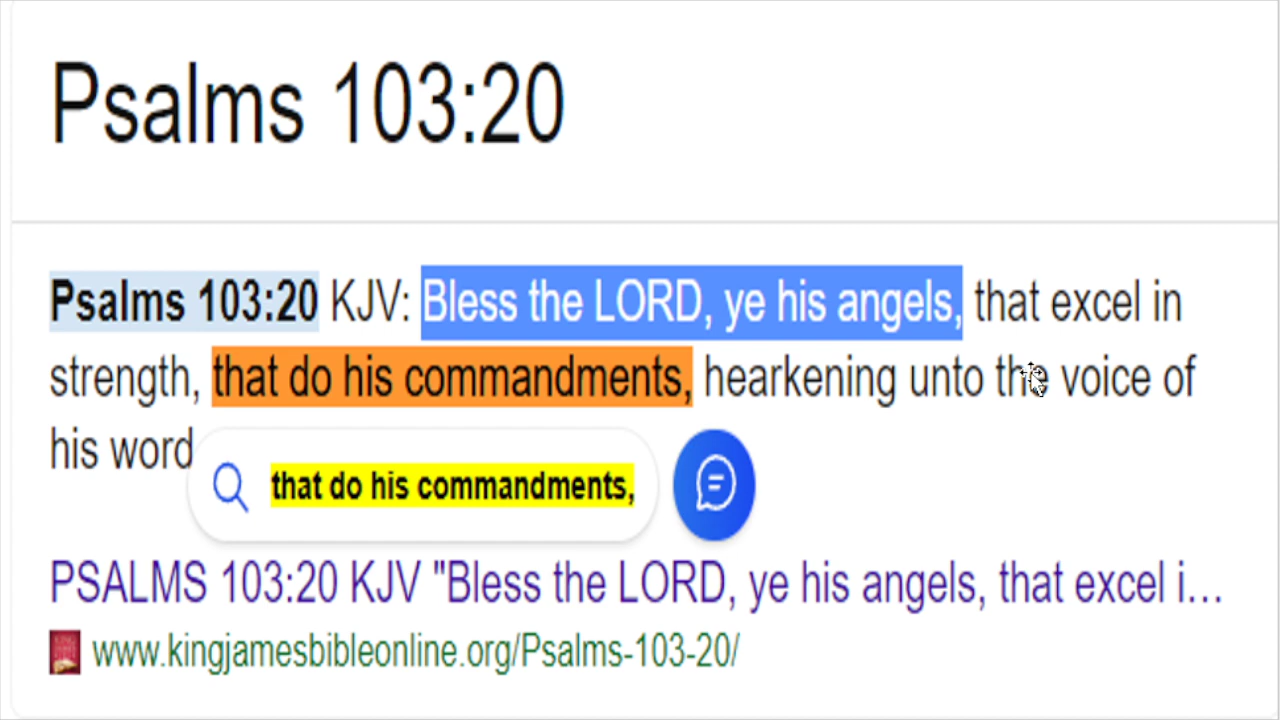 Psalms 103:20
Psalms 103:20 KJV: Bless the LORD, ye his angels, that excel in
strength, that do his commandments, hearkening unto the voice of
his word
that do his commandments,
PSALMS 103:20 KJV "Bless the LORD, ye his angels, that excel i...
www.kingjamesbibleonline.org/Psalms-103-20/